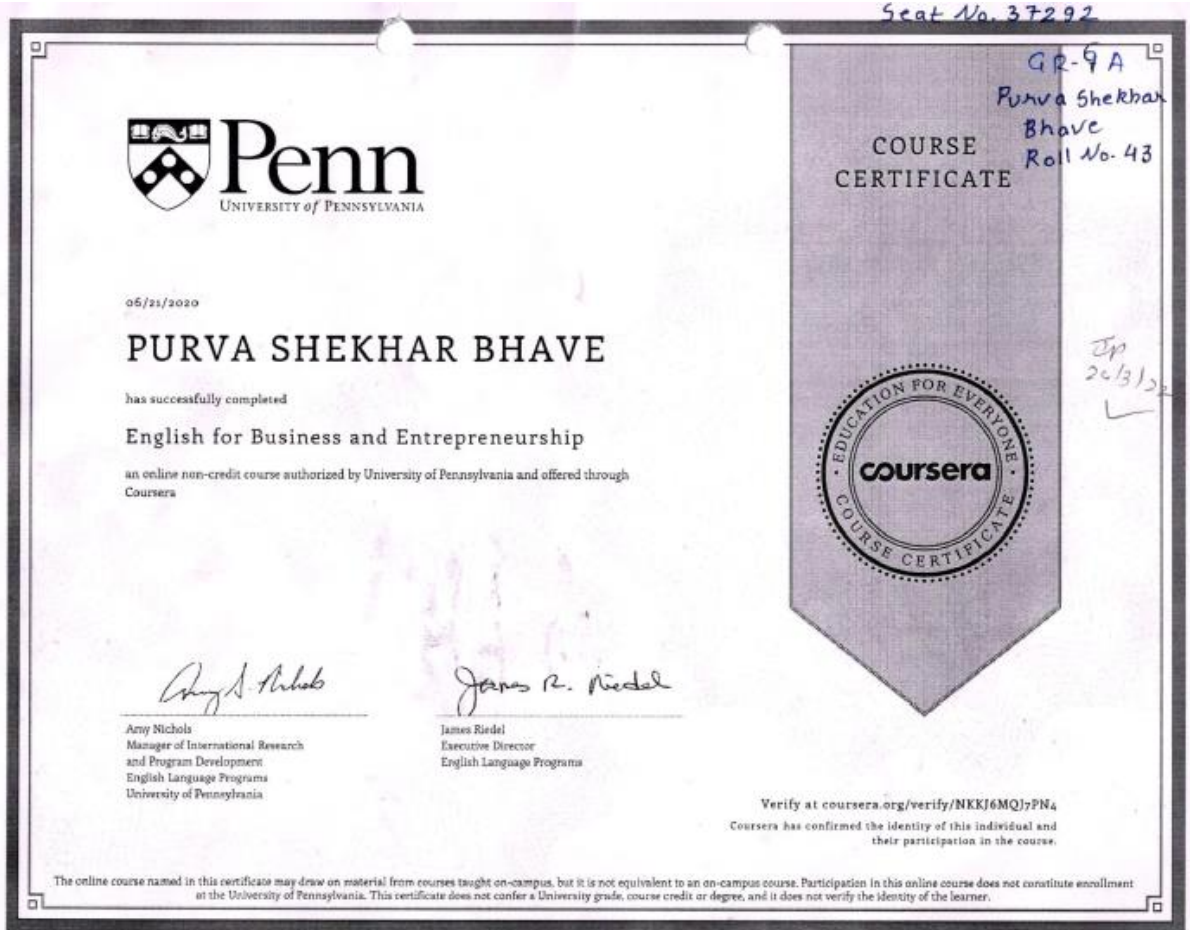 Seat No. 37292
GR-9 A
Purva Shekhar
Bhave
Roll No. 43
Penn
UNIVERSITY of PENNSYLVANIA
COURSE
CERTIFICATE
06/21/2020
PURVA SHEKHAR BHAVE
has successfully completed
English for Business and Entrepreneurship
an online non-credit course authorized by University of Pennsylvania and offered through
Coursera
EDUCATION FOR EVERYONE
coursera
COURSE CERTIFICATE
Amy S. Nichols
James R. Riedel
Amy Nichols
Manager of International Research
and Program Development
English Language Programs
University of Pennsylvania
James Riedel
Executive Director
English Language Programs
Verify at coursera.org/verify/NKKJ6MQJ7PN4
Coursera has confirmed the identity of this individual and
their participation in the course.
The online course named in this certificate may draw on material from courses taught on-campus, but it is not equivalent to an on-campus course. Participation in this online course does not constitute enrollment
at the University of Pennsylvania. This certificate does not confer a University grade, course credit or degree, and it does not verify the identity of the learner.